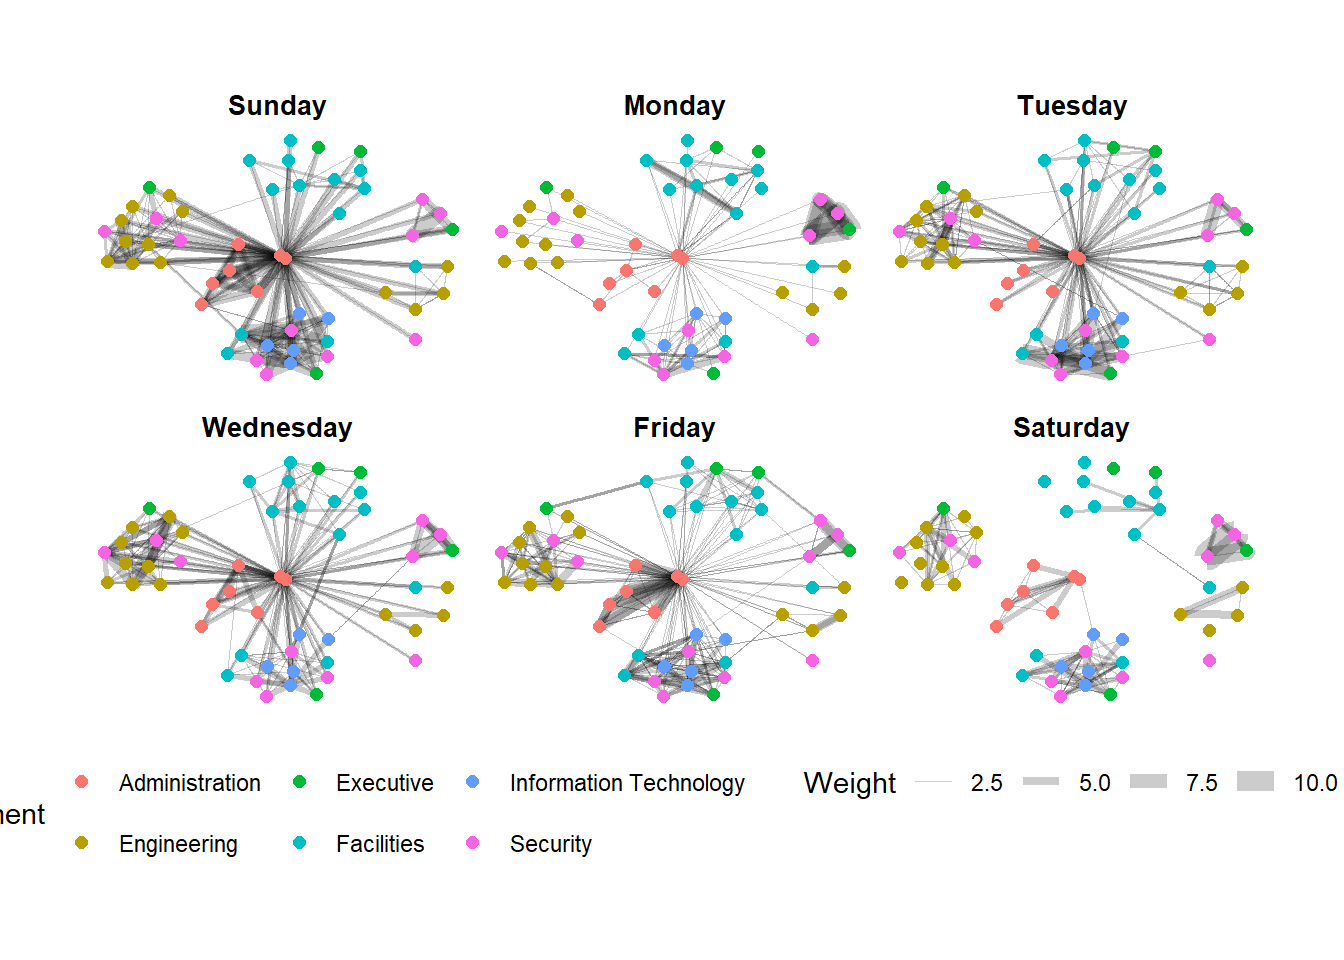 Sunday Monday Tuesday
Wednesday Friday Saturday
Administration Executive Information Technology Weight 2.5 5.0 7.5 10.0
Engineering Facilities Security